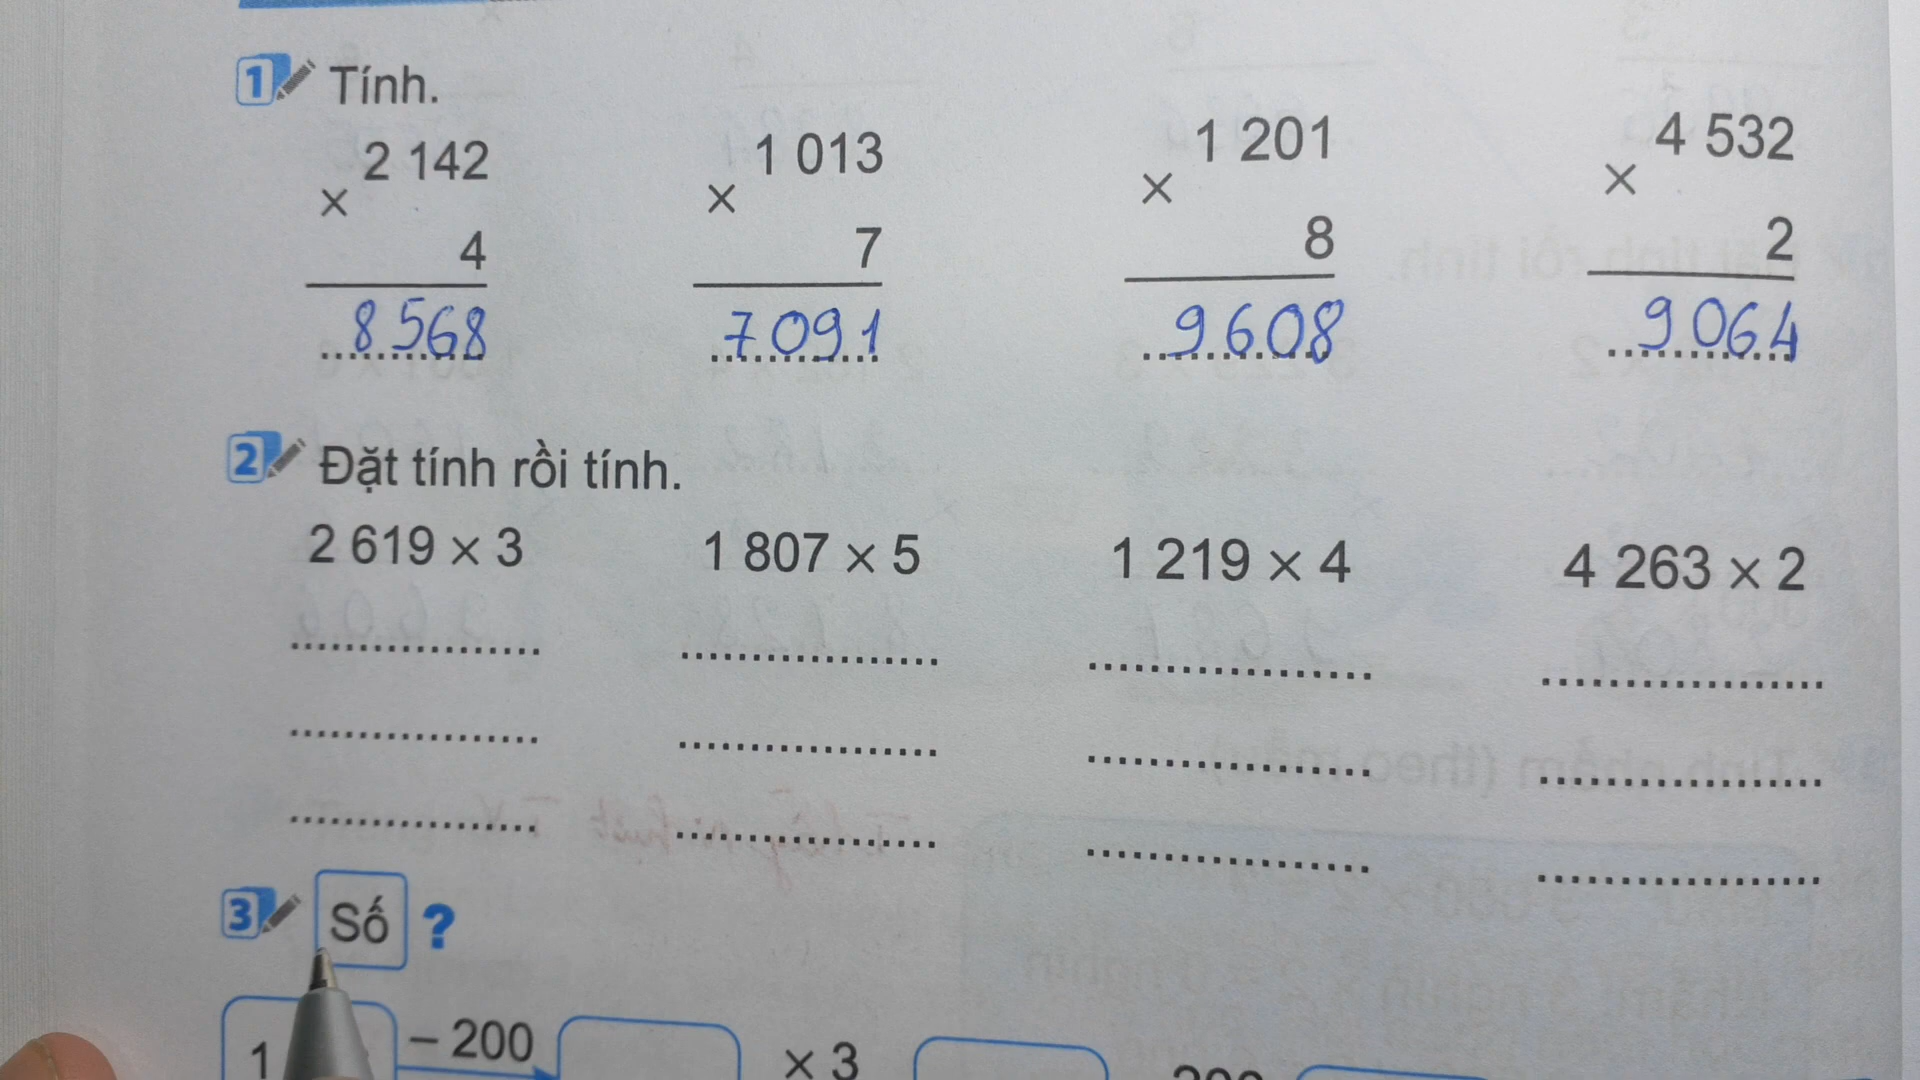 1 Tính.
2 142 1 013 1 201 4 532
× × × ×
4 7 8 2
8 568 7 091 9 608 9 064
2 Đặt tính rồi tính.
2 619 × 3 1 807 × 5 1 219 × 4 4 263 × 2
3 Số ?
1 – 200 × 3